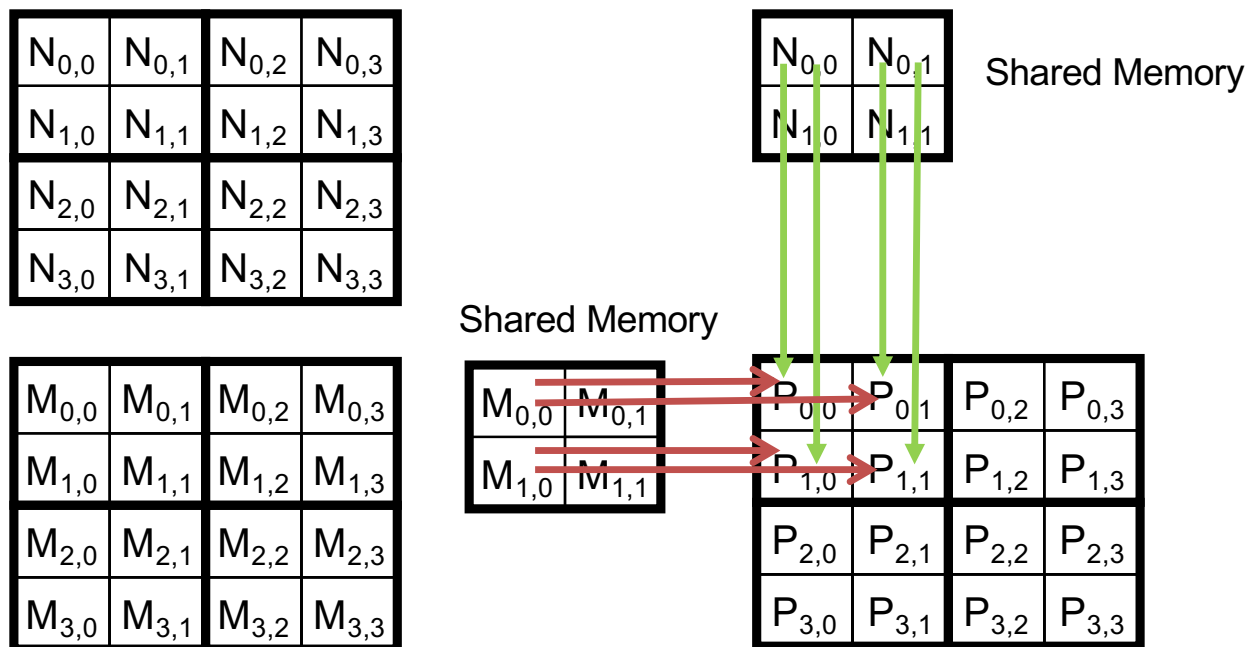 N0,0 N0,1 N0,2 N0,3
N1,0 N1,1 N1,2 N1,3
N2,0 N2,1 N2,2 N2,3
N3,0 N3,1 N3,2 N3,3
N0,0 N0,1
N1,0 N1,1
Shared Memory
Shared Memory
M0,0 M0,1 M0,2 M0,3
M1,0 M1,1 M1,2 M1,3
M2,0 M2,1 M2,2 M2,3
M3,0 M3,1 M3,2 M3,3
M0,0 M0,1
M1,0 M1,1
P0,0 P0,1 P0,2 P0,3
P1,0 P1,1 P1,2 P1,3
P2,0 P2,1 P2,2 P2,3
P3,0 P3,1 P3,2 P3,3